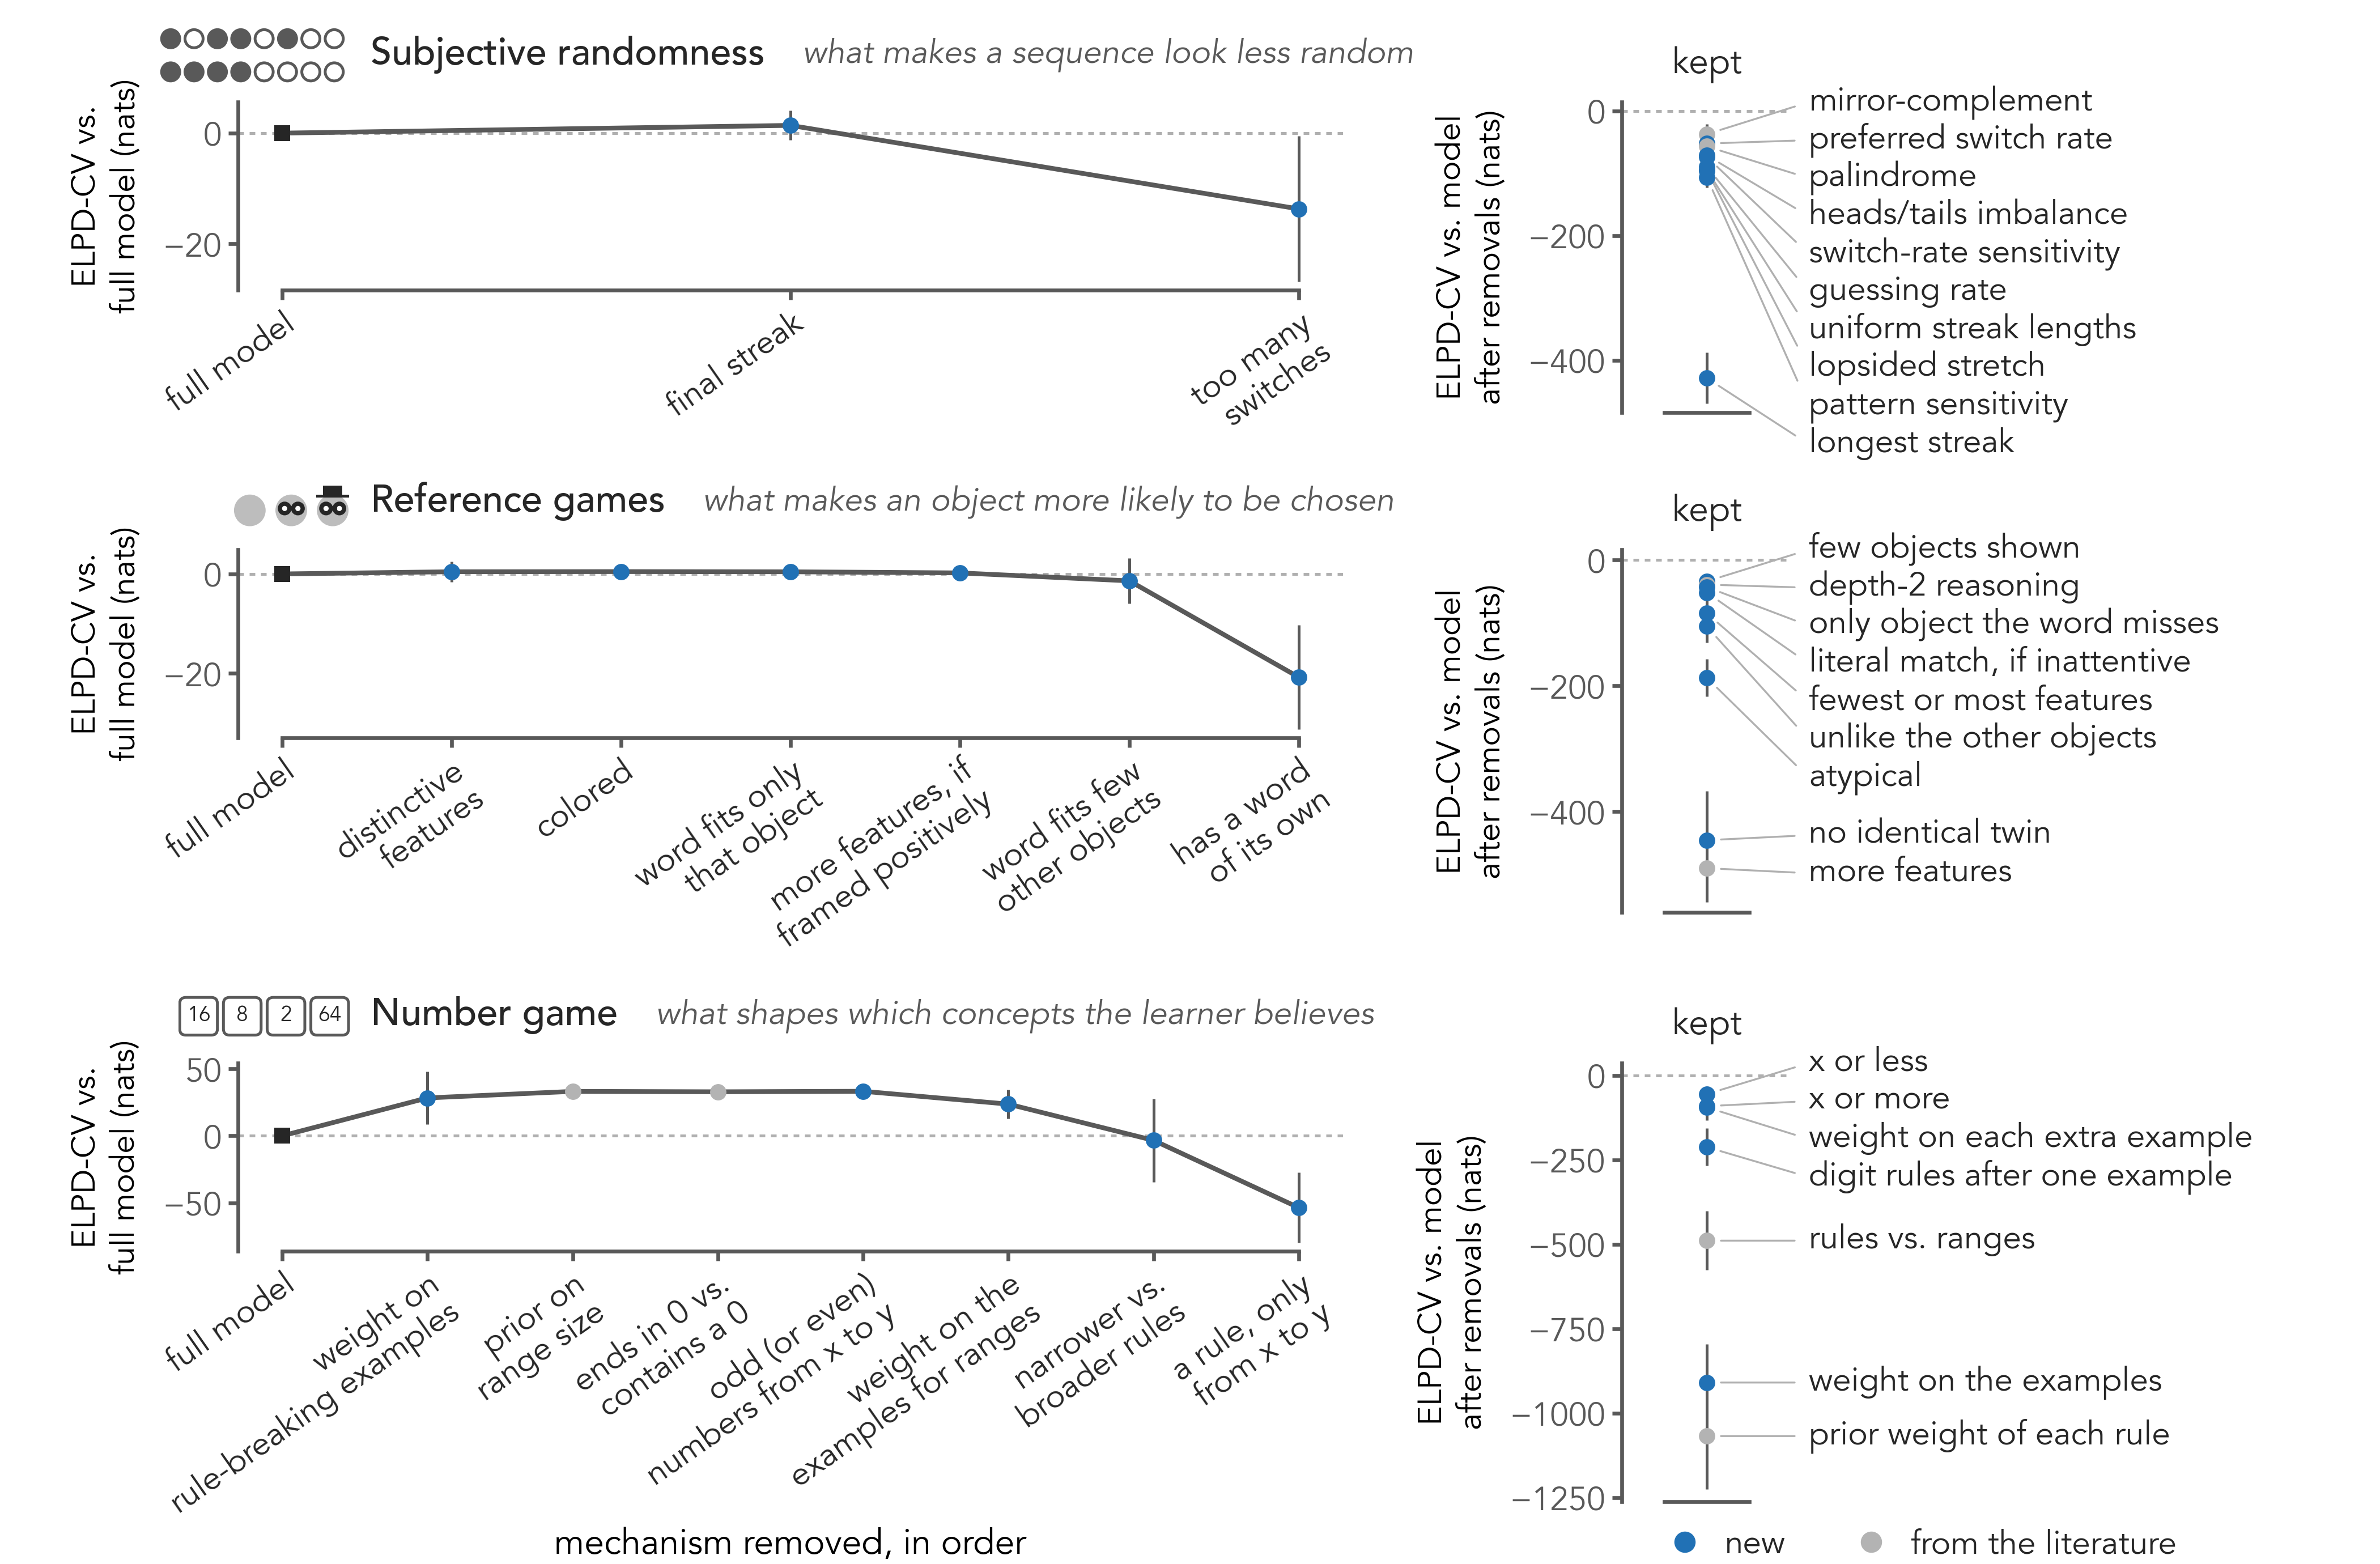 Subjective randomness what makes a sequence look less random
ELPD-CV vs.
full model (nats)
0
−20
full model
final streak
too many
switches
kept
ELPD-CV vs. model
after removals (nats)
0
−200
−400
mirror-complement
preferred switch rate
palindrome
heads/tails imbalance
switch-rate sensitivity
guessing rate
uniform streak lengths
lopsided stretch
pattern sensitivity
longest streak
Reference games what makes an object more likely to be chosen
ELPD-CV vs.
full model (nats)
0
−20
full model
distinctive
features
colored
word fits only
that object
more features, if
framed positively
word fits few
other objects
has a word
of its own
kept
ELPD-CV vs. model
after removals (nats)
0
−200
−400
few objects shown
depth-2 reasoning
only object the word misses
literal match, if inattentive
fewest or most features
unlike the other objects
atypical
no identical twin
more features
16 8 2 64 Number game what shapes which concepts the learner believes
ELPD-CV vs.
full model (nats)
50
0
−50
full model
weight on
rule-breaking examples
prior on
range size
ends in 0 vs.
contains a 0
odd (or even)
numbers from x to y
weight on the
examples for ranges
narrower vs.
broader rules
a rule, only
from x to y
mechanism removed, in order
kept
ELPD-CV vs. model
after removals (nats)
0
−250
−500
−750
−1000
−1250
x or less
x or more
weight on each extra example
digit rules after one example
rules vs. ranges
weight on the examples
prior weight of each rule
new from the literature